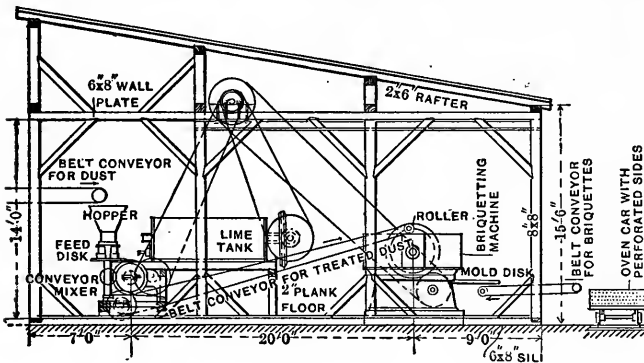 6"x8" WALL
PLATE
2"x6" RAFTER
BELT CONVEYOR
FOR DUST
HOPPER
FEED
DISK
CONVEYOR
MIXER
LIME
TANK
BELT CONVEYOR FOR TREATED DUST
2" PLANK
FLOOR
ROLLER
BRIQUETTING
MACHINE
MOLD DISK
8"x8"
14'0"
15'6"
BELT CONVEYOR
FOR BRIQUETTES
OVEN CAR WITH
PERFORATED SIDES
7'0"
20'0"
9'0"
6"x8" SILL